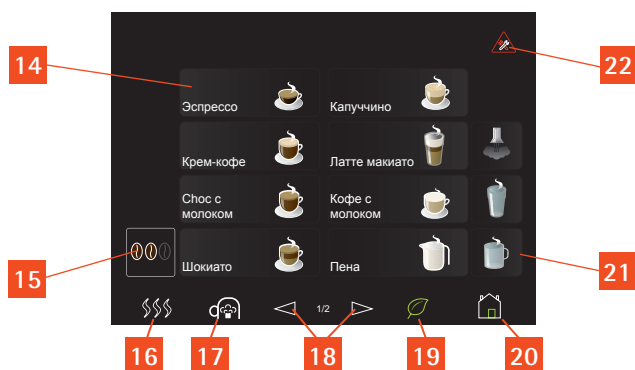 14
22
Эспрессо
Капуччино
Крем-кофе
Латте макиато
Choc с
молоком
Кофе с
молоком
15
Шокиато
Пена
21
1/2
16
17
18
19
20